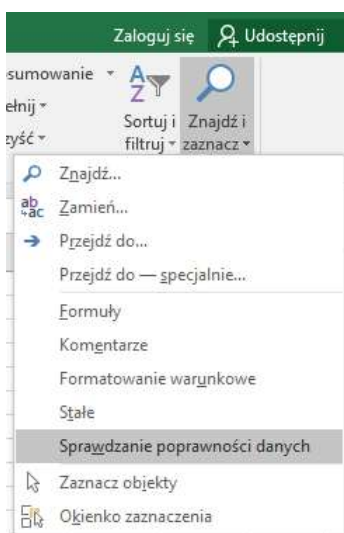 Zaloguj się Udostępnij
sumowanie
ełnij
zyść
Sortuj i
filtruj
Znajdź i
zaznacz
Znajdź...
Zamień...
Przejdź do...
Przejdź do — specjalnie...
Formuły
Komentarze
Formatowanie warunkowe
Stałe
Sprawdzanie poprawności danych
Zaznacz obiekty
Okienko zaznaczenia